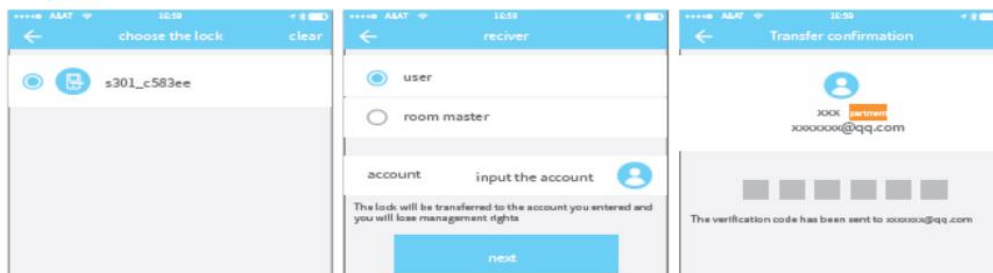 A&AT 16:59
choose the lock clear
s301_c583ee
A&AT 16:59
reciver
user
room master
account input the account
The lock will be transferred to the account you entered and
you will lose management rights
next
A&AT 16:59
Transfer confirmation
xxx partment
xxxxxxx@qq.com
The verification code has been sent to xxxxxxx@qq.com